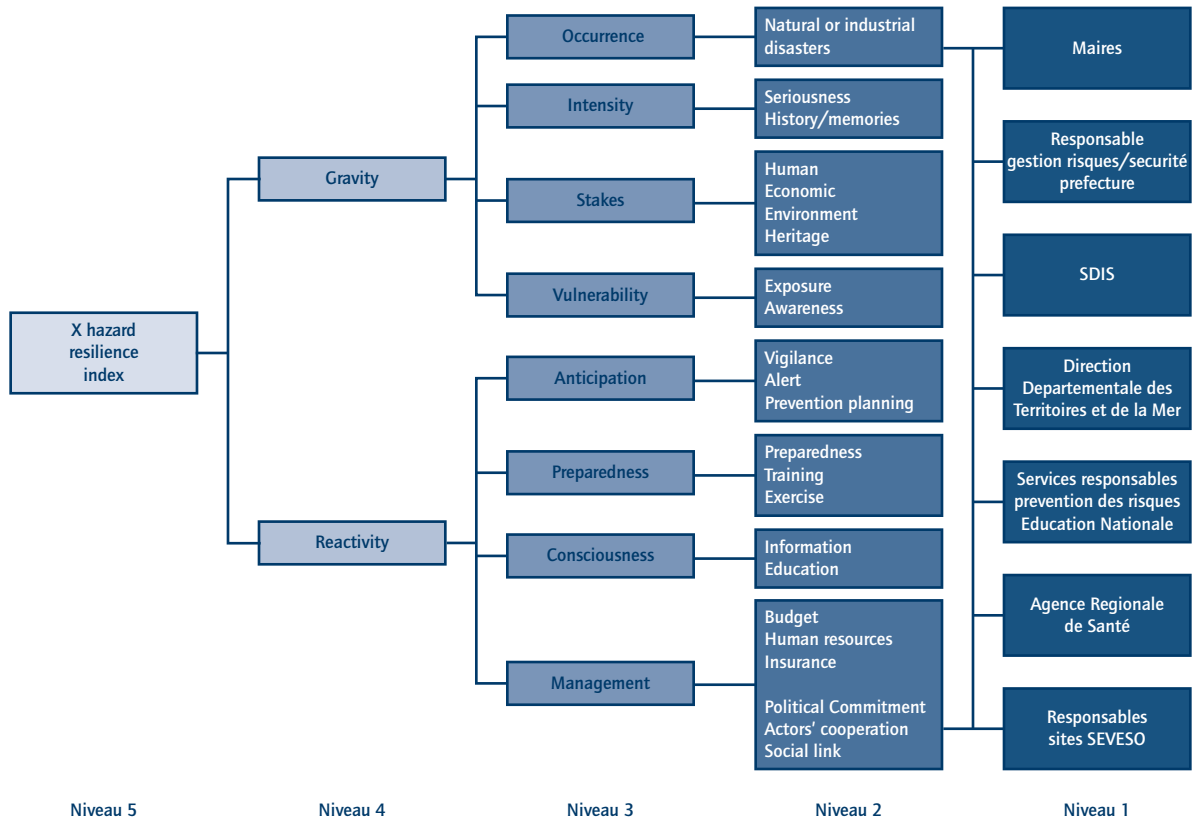 X hazard
resilience
index
Gravity
Reactivity
Occurrence
Intensity
Stakes
Vulnerability
Anticipation
Preparedness
Consciousness
Management
Natural or industrial
disasters
Seriousness
History/memories
Human
Economic
Environment
Heritage
Exposure
Awareness
Vigilance
Alert
Prevention planning
Preparedness
Training
Exercise
Information
Education
Budget
Human resources
Insurance
Political Commitment
Actors' cooperation
Social link
Maires
Responsable
gestion risques/securité
prefecture
SDIS
Direction
Departementale des
Territoires et de la Mer
Services responsables
prevention des risques
Education Nationale
Agence Regionale
de Santé
Responsables
sites SEVESO
Niveau 5
Niveau 4
Niveau 3
Niveau 2
Niveau 1